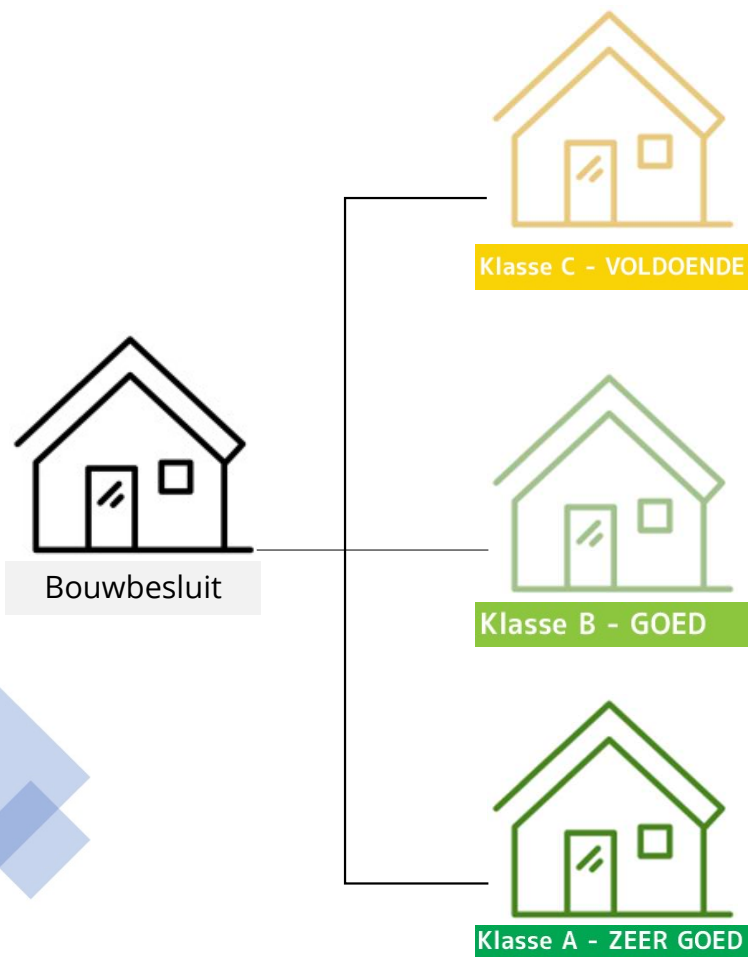 Klasse C - VOLDOENDE
Bouwbesluit
Klasse B - GOED
Klasse A - ZEER GOED